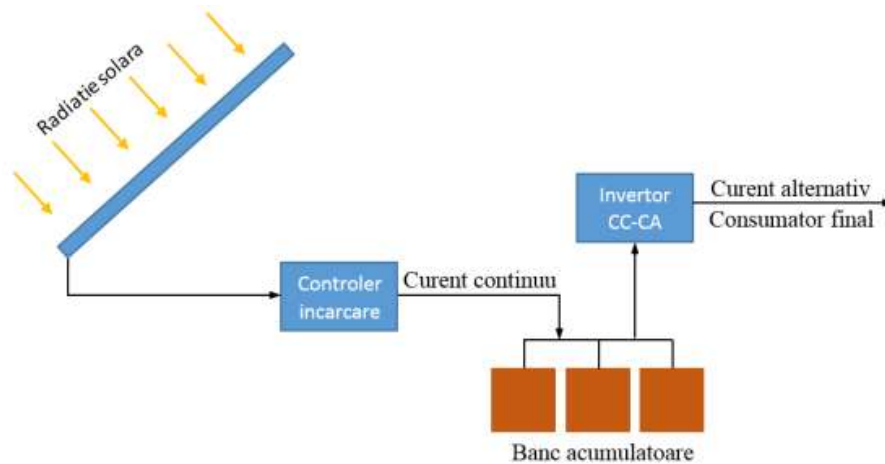 Radiatie solara
Invertor
CC-CA
Curent alternativ
Consumator final
Controler
incarcare
Curent continuu
Banc acumulatoare